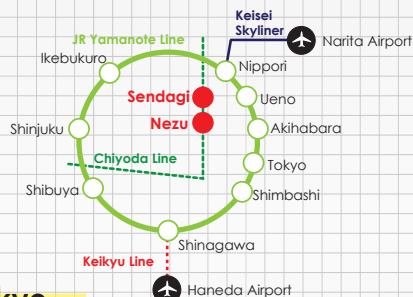 Keisei
Skyliner
JR Yamanote Line
Narita Airport
Ikebukuro
Nippori
Sendagi
Ueno
Nezu
Shinjuku
Akihabara
Chiyoda Line
Tokyo
Shibuya
Shimbashi
Shinagawa
Keikyu Line
Haneda Airport